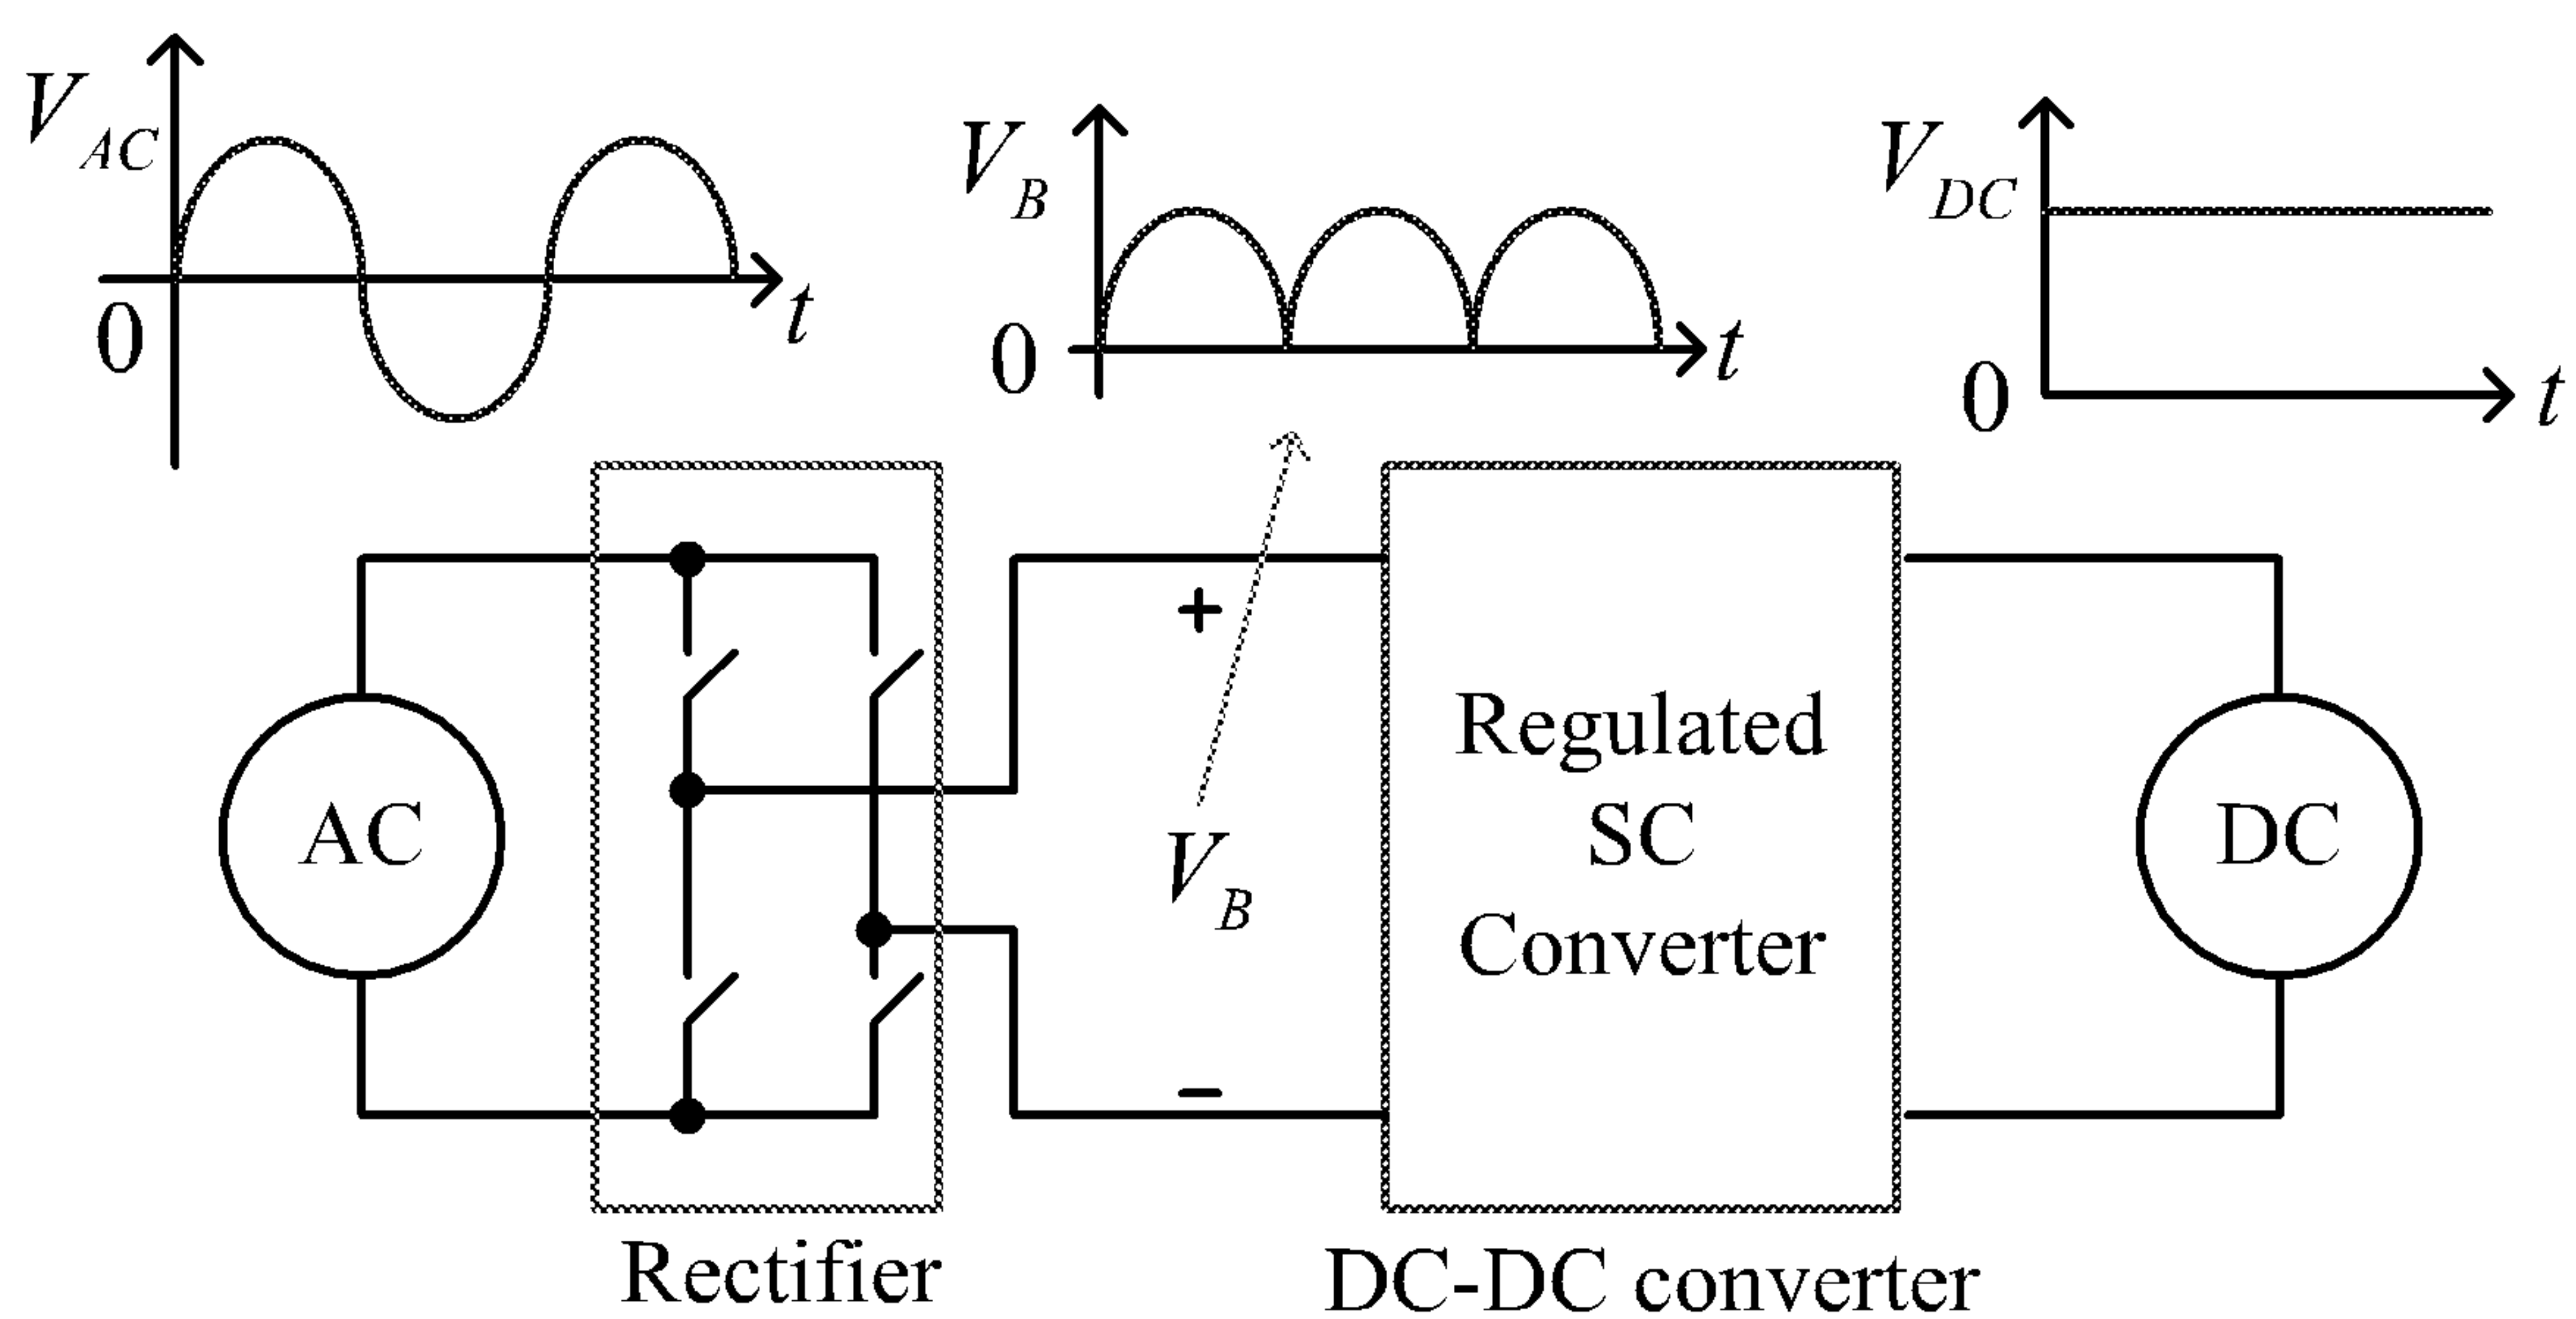 V_AC
0
t
V_B
0
t
V_DC
0
t
AC
+
V_B
−
Regulated
SC
Converter
DC
Rectifier
DC-DC converter